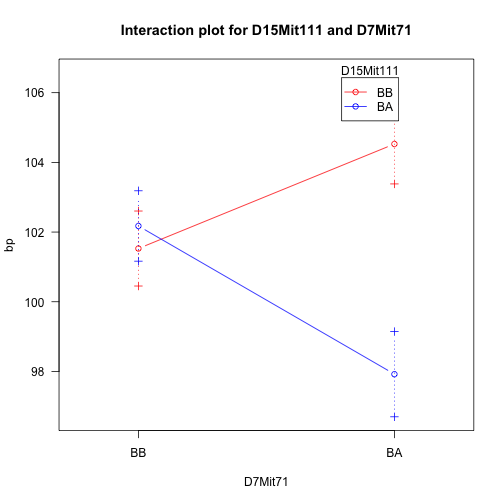 Interaction plot for D15Mit111 and D7Mit71
D15Mit111
BB
BA
106
104
102
100
98
bp
BB
BA
D7Mit71